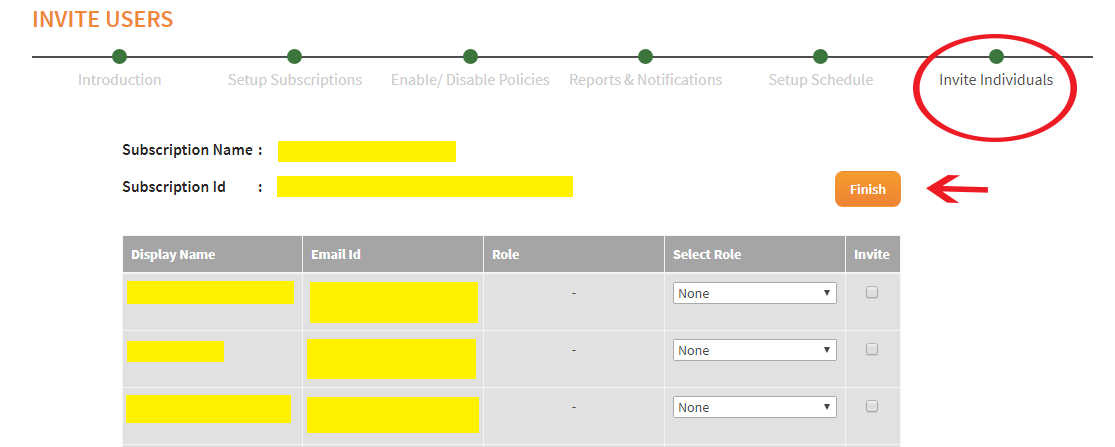 INVITE USERS
Introduction Setup Subscriptions Enable/ Disable Policies Reports & Notifications Setup Schedule Invite Individuals
Subscription Name :
Subscription Id :
Finish
Display Name Email Id Role Select Role Invite
- None
- None
- None